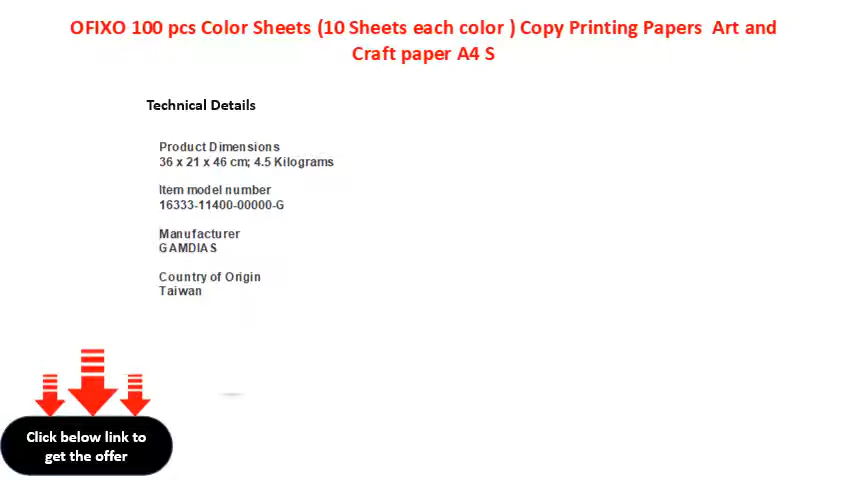 OFIXO 100 pcs Color Sheets (10 Sheets each color ) Copy Printing Papers  Art and
Craft paper A4 S
Technical Details
Product Dimensions
36 x 21 x 46 cm; 4.5 Kilograms
Item model number
16333-11400-00000-G
Manufacturer
GAMDIAS
Country of Origin
Taiwan
Click below link to
get the offer